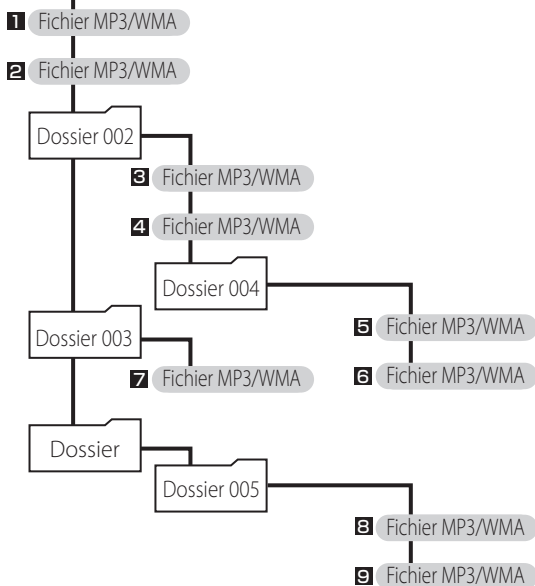 1 Fichier MP3/WMA
2 Fichier MP3/WMA
Dossier 002
3 Fichier MP3/WMA
4 Fichier MP3/WMA
Dossier 004
5 Fichier MP3/WMA
6 Fichier MP3/WMA
Dossier 003
7 Fichier MP3/WMA
Dossier
Dossier 005
8 Fichier MP3/WMA
9 Fichier MP3/WMA